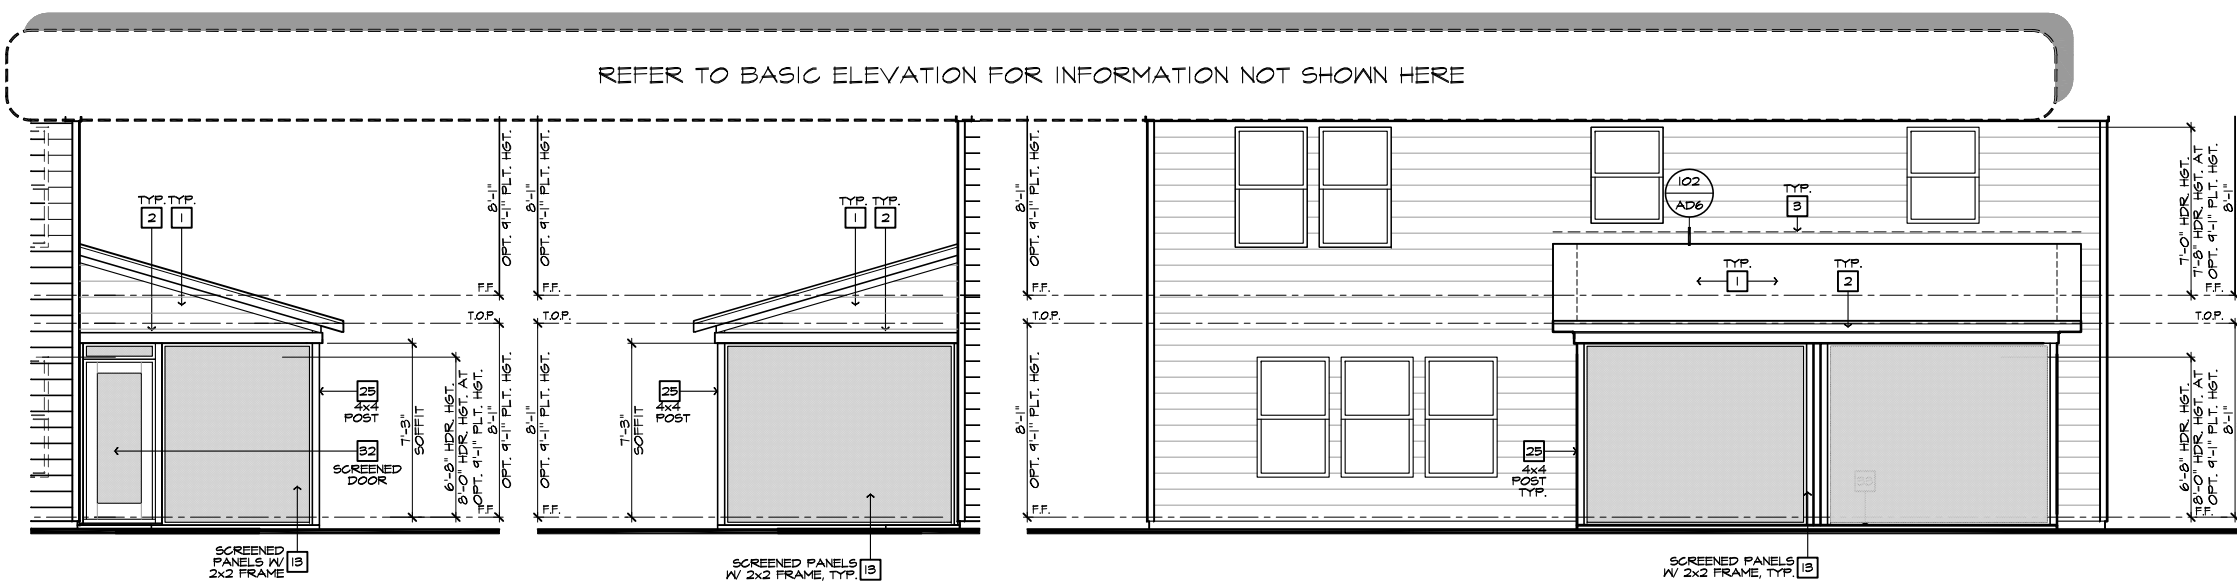 REFER TO BASIC ELEVATION FOR INFORMATION NOT SHOWN HERE
TYP. TYP.
2 1
8'-1"
OPT. 9'-1" PLT. HGT.
F.F.
T.O.P.
25
4x4
POST
32
SCREENED
DOOR
7'-3"
SOFFIT
6'-8" HDR. HGT.
8'-0" HDR. HGT. AT
OPT. 9'-1" PLT. HGT.
8'-1"
OPT. 9'-1" PLT. HGT.
F.F.
SCREENED
PANELS W/
2x2 FRAME
13
8'-1"
OPT. 9'-1" PLT. HGT.
TYP. TYP.
1 2
F.F.
T.O.P.
8'-1"
OPT. 9'-1" PLT. HGT.
7'-3"
SOFFIT
25
4x4
POST
F.F.
SCREENED PANELS
W/ 2x2 FRAME, TYP.
13
8'-1"
OPT. 9'-1" PLT. HGT.
F.F.
T.O.P.
8'-1"
OPT. 9'-1" PLT. HGT.
F.F.
102
AD6
TYP.
3
TYP.
1
TYP.
2
7'-0" HDR. HGT.
7'-8" HDR. HGT. AT
OPT. 9'-1" PLT. HGT.
8'-1"
F.F.
T.O.P.
25
4x4
POST
TYP.
6'-8" HDR. HGT.
8'-0" HDR. HGT. AT
OPT. 9'-1" PLT. HGT.
8'-1"
F.F.
SCREENED PANELS
W/ 2x2 FRAME, TYP.
13